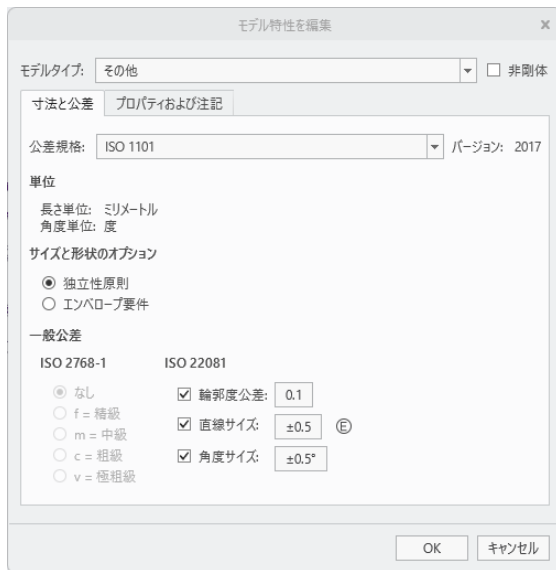 モデル特性を編集
モデルタイプ: その他 非剛体
寸法と公差 プロパティおよび注記
公差規格: ISO 1101 バージョン: 2017
単位
長さ単位: ミリメートル
角度単位: 度
サイズと形状のオプション
独立性原則
エンベロープ要件
一般公差
ISO 2768-1 ISO 22081
なし 輪郭度公差: 0.1
f = 精級
直線サイズ: ±0.5 Ⓔ
m = 中級
c = 粗級 角度サイズ: ±0.5°
v = 極粗級
OK キャンセル